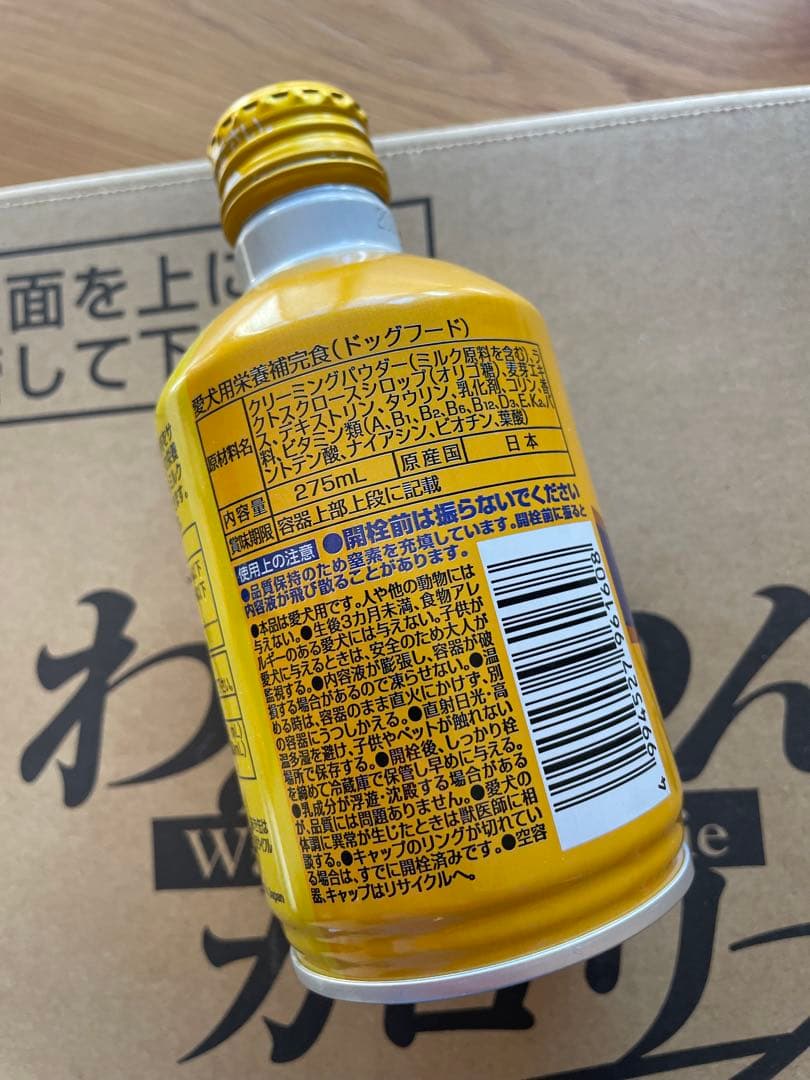 面を上に
して下
愛犬用栄養補完食(ドッグフード)
原材料名
クリーミングパウダー(ミルク原料を含む)、ラ
クトスクロースシロップ(オリゴ糖)、麦芽エキ
ス、デキストリン、タウリン、乳化剤、コリン、香
料、ビタミン類(A、B₁、B₂、B₆、B₁₂、D₃、E、K₂、パ
ントテン酸、ナイアシン、ビオチン、葉酸)
内容量 275mL 原産国 日本
賞味期限 容器上部上段に記載
使用上の注意 ●開栓前は振らないでください
●品質保持のため窒素を充填しています。開栓前に振ると
内容液が飛び散ることがあります。
●本品は愛犬用です。人や他の動物には
与えない。●生後3カ月未満、食物アレ
ルギーのある愛犬には与えない。子供が
愛犬に与えるときは、安全のため大人が
監視する。●内容液が膨張し、容器が破
損する場合があるので凍らせない。●温
める時は、容器のまま直火にかけず、別
の容器にうつしかえる。●直射日光・高
温多湿を避け、子供やペットが触れない
場所で保存する。●開栓後、しっかり栓
を締めて冷蔵庫で保管し早めに与える。
●乳成分が浮遊・沈殿する場合がある
が、品質には問題ありません。●愛犬の
体調に異常が生じたときは獣医師に相
談する。●キャップのリングが切れてい
る場合は、すでに開栓済みです。●空容
器、キャップはリサイクルへ。
4 994527 961608
わ ん
W ie
カロリー